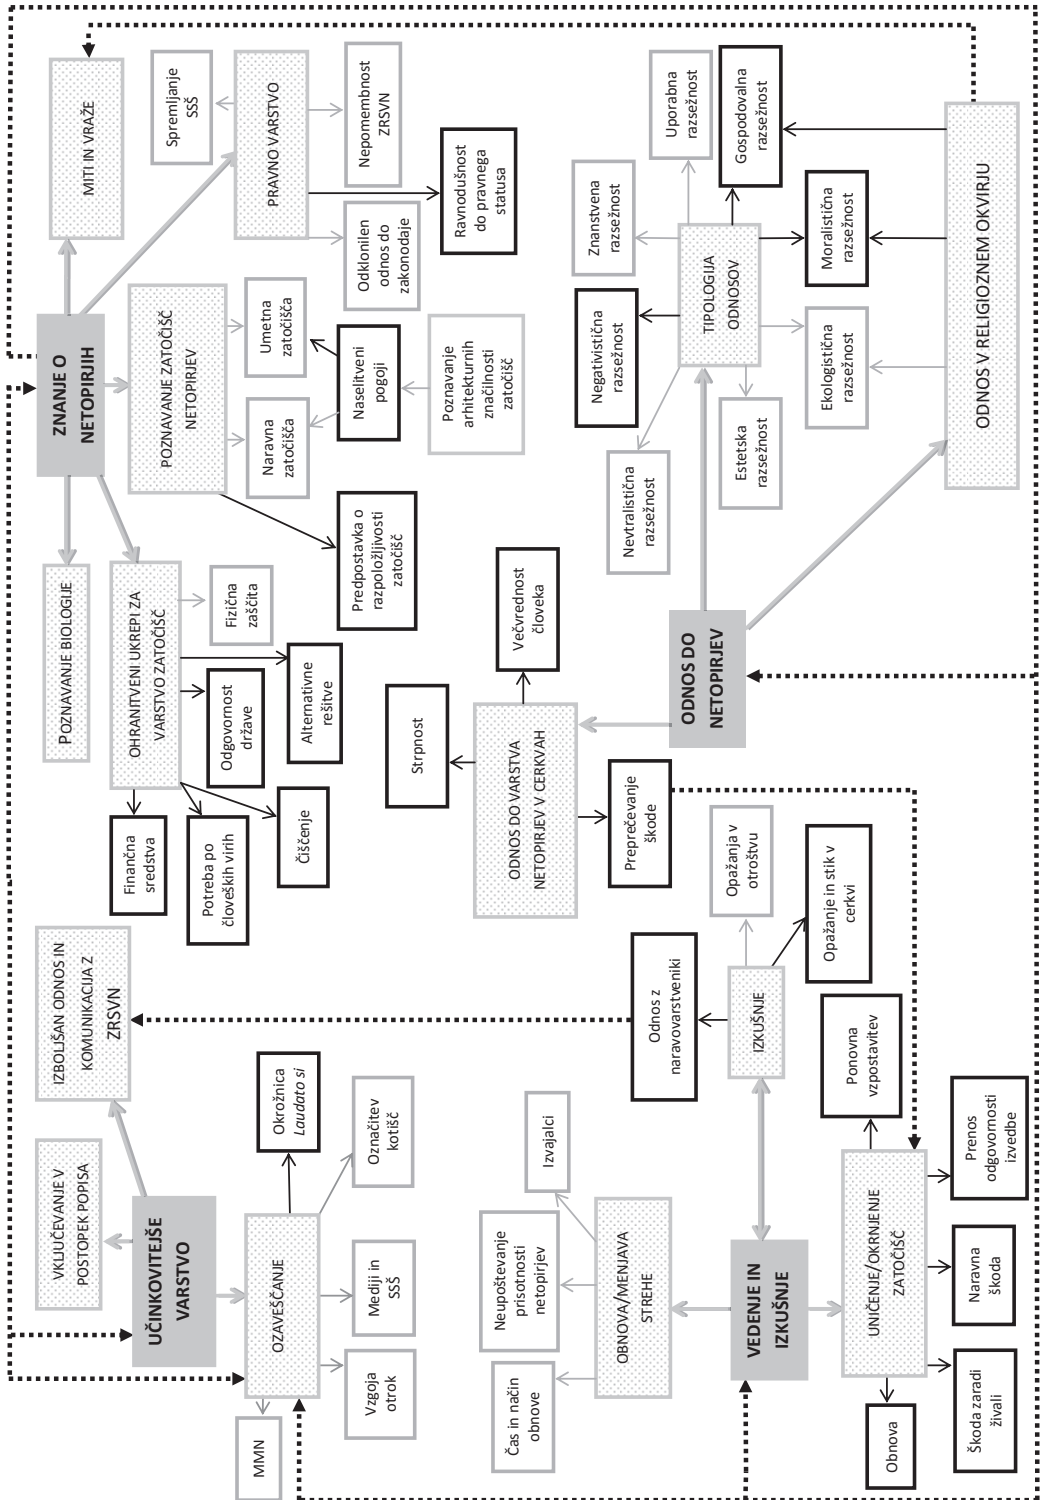 VKLJUČEVANJE V
POSTOPEK POPISA
IZBOLJŠAN ODNOS IN
KOMUNIKACIJA Z
ZRSVN
UČINKOVITEJŠE
VARSTVO
OZAVEŠČANJE
MMN
Vzgoja
otrok
Mediji in
SSŠ
Označitev
kotišč
Okrožnica
Laudato si
POZNAVANJE BIOLOGIJE
ZNANJE O
NETOPIRJIH
MITI IN VRAŽE
OHRANITVENI UKREPI ZA
VARSTVO ZATOČIŠČ
Finančna
sredstva
Potreba po
človeških virih
Čiščenje
Odgovornost
države
Alternativne
rešitve
Fizična
zaščita
POZNAVANJE ZATOČIŠČ
NETOPIRJEV
Predpostavka o
razpoložljivosti
zatočišč
Naravna
zatočišča
Umetna
zatočišča
Naselitveni
pogoji
Poznavanje
arhitekturnih
značilnosti
zatočišč
PRAVNO VARSTVO
Spremljanje
SSŠ
Odklonilen
odnos do
zakonodaje
Ravnodušnost
do pravnega
statusa
Nepomembnost
ZRSVN
Čas in način
obnove
Neupoštevanje
prisotnosti
netopirjev
Izvajalci
OBNOVA/MENJAVA
STREHE
VEDENJE IN
IZKUŠNJE
UNIČENJE/OKRNJENJE
ZATOČIŠČ
Obnova
Škoda zaradi
živali
Naravna
škoda
Prenos
odgovornosti
izvedbe
Ponovna
vzpostavitev
Odnos z
naravovarstveniki
IZKUŠNJE
Opažanja v
otroštvu
Opažanje in stik v
cerkvi
Strpnost
ODNOS DO VARSTVA
NETOPIRJEV V CERKVAH
Večvrednost
človeka
Preprečevanje
škode
ODNOS DO
NETOPIRJEV
TIPOLOGIJA
ODNOSOV
Nevtralistična
razsežnost
Negativistična
razsežnost
Znanstvena
razsežnost
Uporabna
razsežnost
Gospodovalna
razsežnost
Moralistična
razsežnost
Ekologistična
razsežnost
Estetska
razsežnost
ODNOS V RELIGIOZNEM OKVIRJU